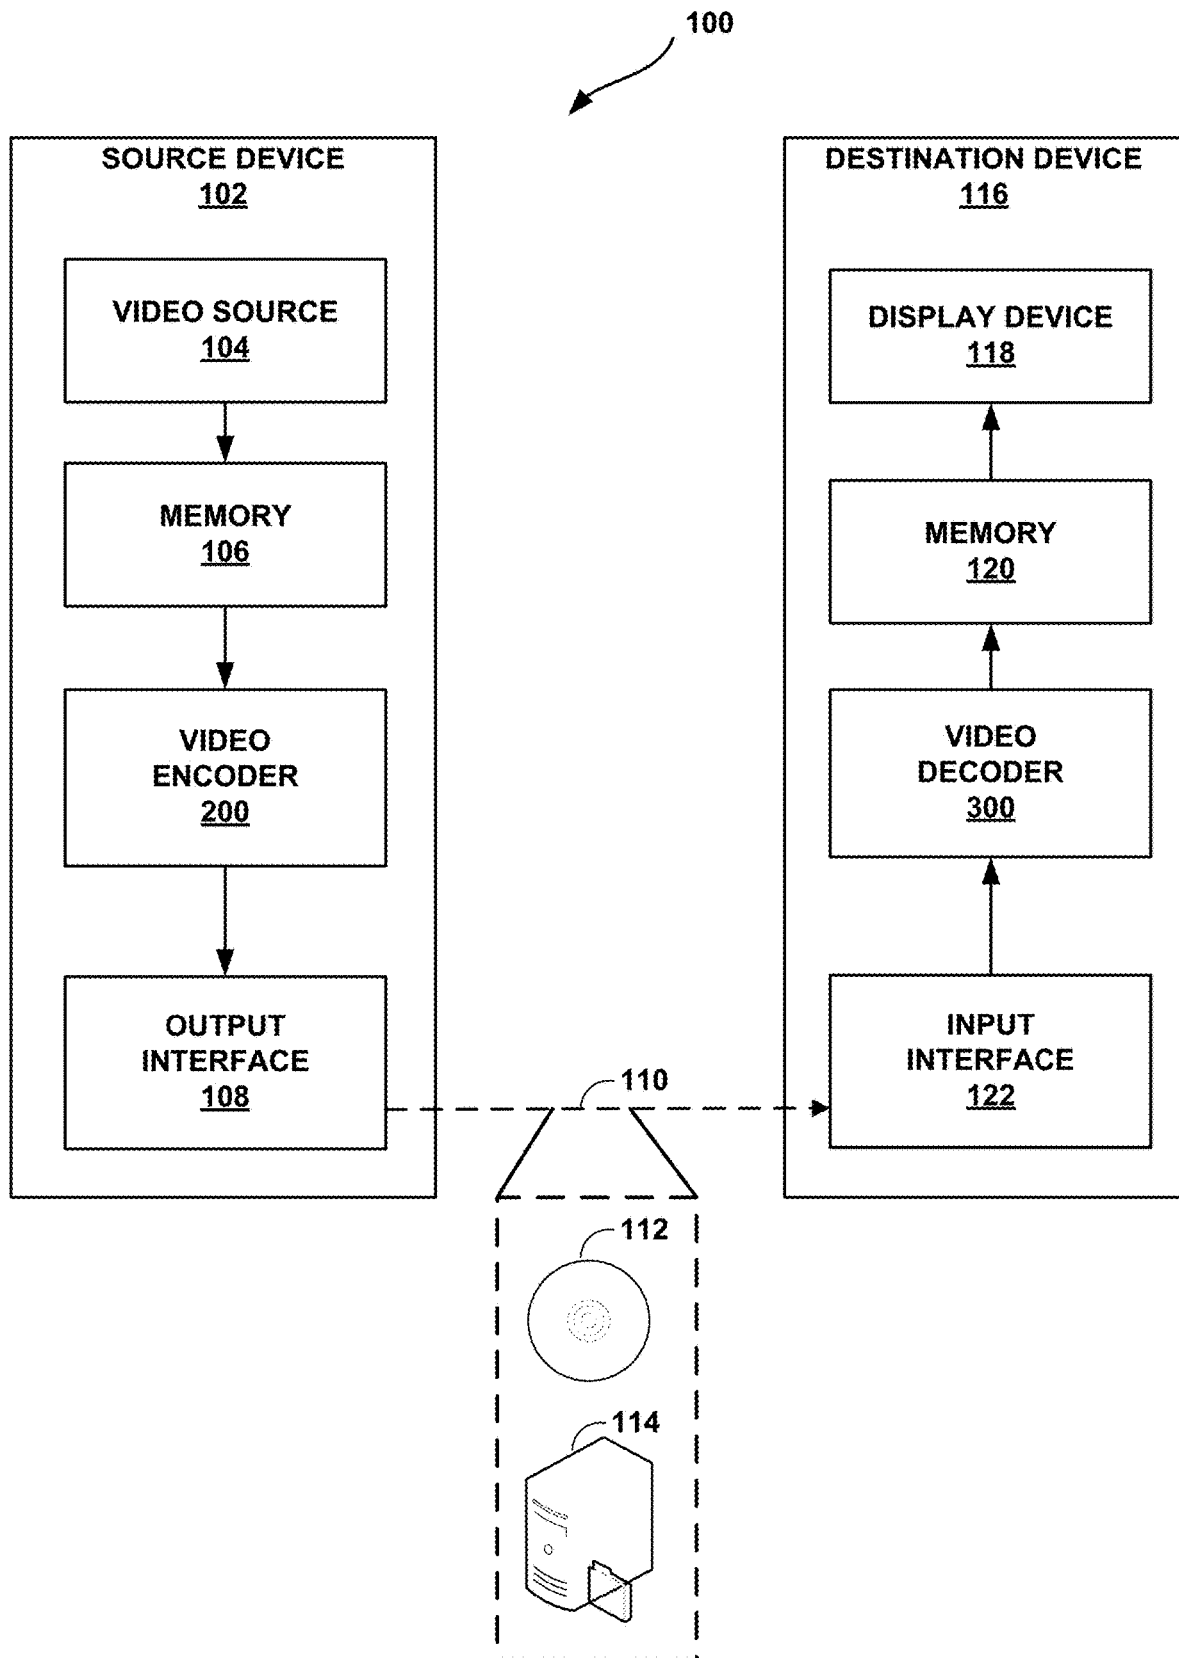 100
SOURCE DEVICE
102
VIDEO SOURCE
104
MEMORY
106
VIDEO
ENCODER
200
OUTPUT
INTERFACE
108
DESTINATION DEVICE
116
DISPLAY DEVICE
118
MEMORY
120
VIDEO
DECODER
300
INPUT
INTERFACE
122
110
112
114